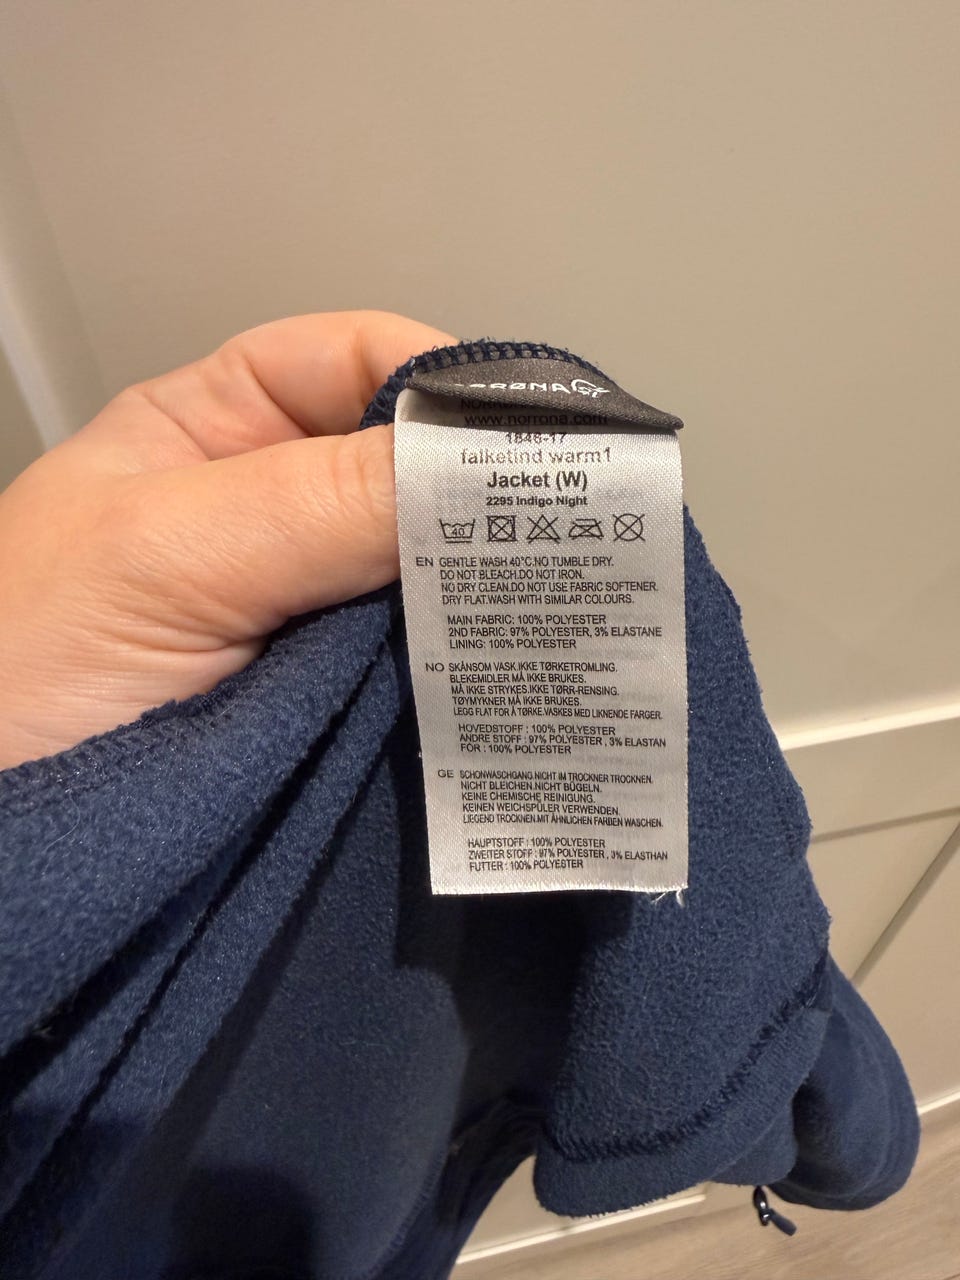 www.norrona.com
1848-17
falketind warm1
Jacket (W)
2295 Indigo Night
40
EN GENTLE WASH 40°C.NO TUMBLE DRY.
DO NOT BLEACH.DO NOT IRON.
NO DRY CLEAN.DO NOT USE FABRIC SOFTENER.
DRY FLAT.WASH WITH SIMILAR COLOURS.
MAIN FABRIC: 100% POLYESTER
2ND FABRIC: 97% POLYESTER, 3% ELASTANE
LINING: 100% POLYESTER
NO SKÅNSOM VASK.IKKE TØRKETROMLING.
BLEKEMIDLER MÅ IKKE BRUKES.
MÅ IKKE STRYKES.IKKE TØRR-RENSING.
TØYMYKNER MÅ IKKE BRUKES.
LEGG FLAT FOR Å TØRKE.VASKES MED LIKNENDE FARGER.
HOVEDSTOFF : 100% POLYESTER
ANDRE STOFF : 97% POLYESTER , 3% ELASTAN
FÔR : 100% POLYESTER
GE SCHONWASCHGANG.NICHT IM TROCKNER TROCKNEN.
NICHT BLEICHEN.NICHT BÜGELN.
KEINE CHEMISCHE REINIGUNG.
KEINEN WEICHSPÜLER VERWENDEN.
LIEGEND TROCKNEN.MIT ÄHNLICHEN FARBEN WASCHEN.
HAUPTSTOFF : 100% POLYESTER
ZWEITER STOFF : 97% POLYESTER , 3% ELASTHAN
FUTTER : 100% POLYESTER